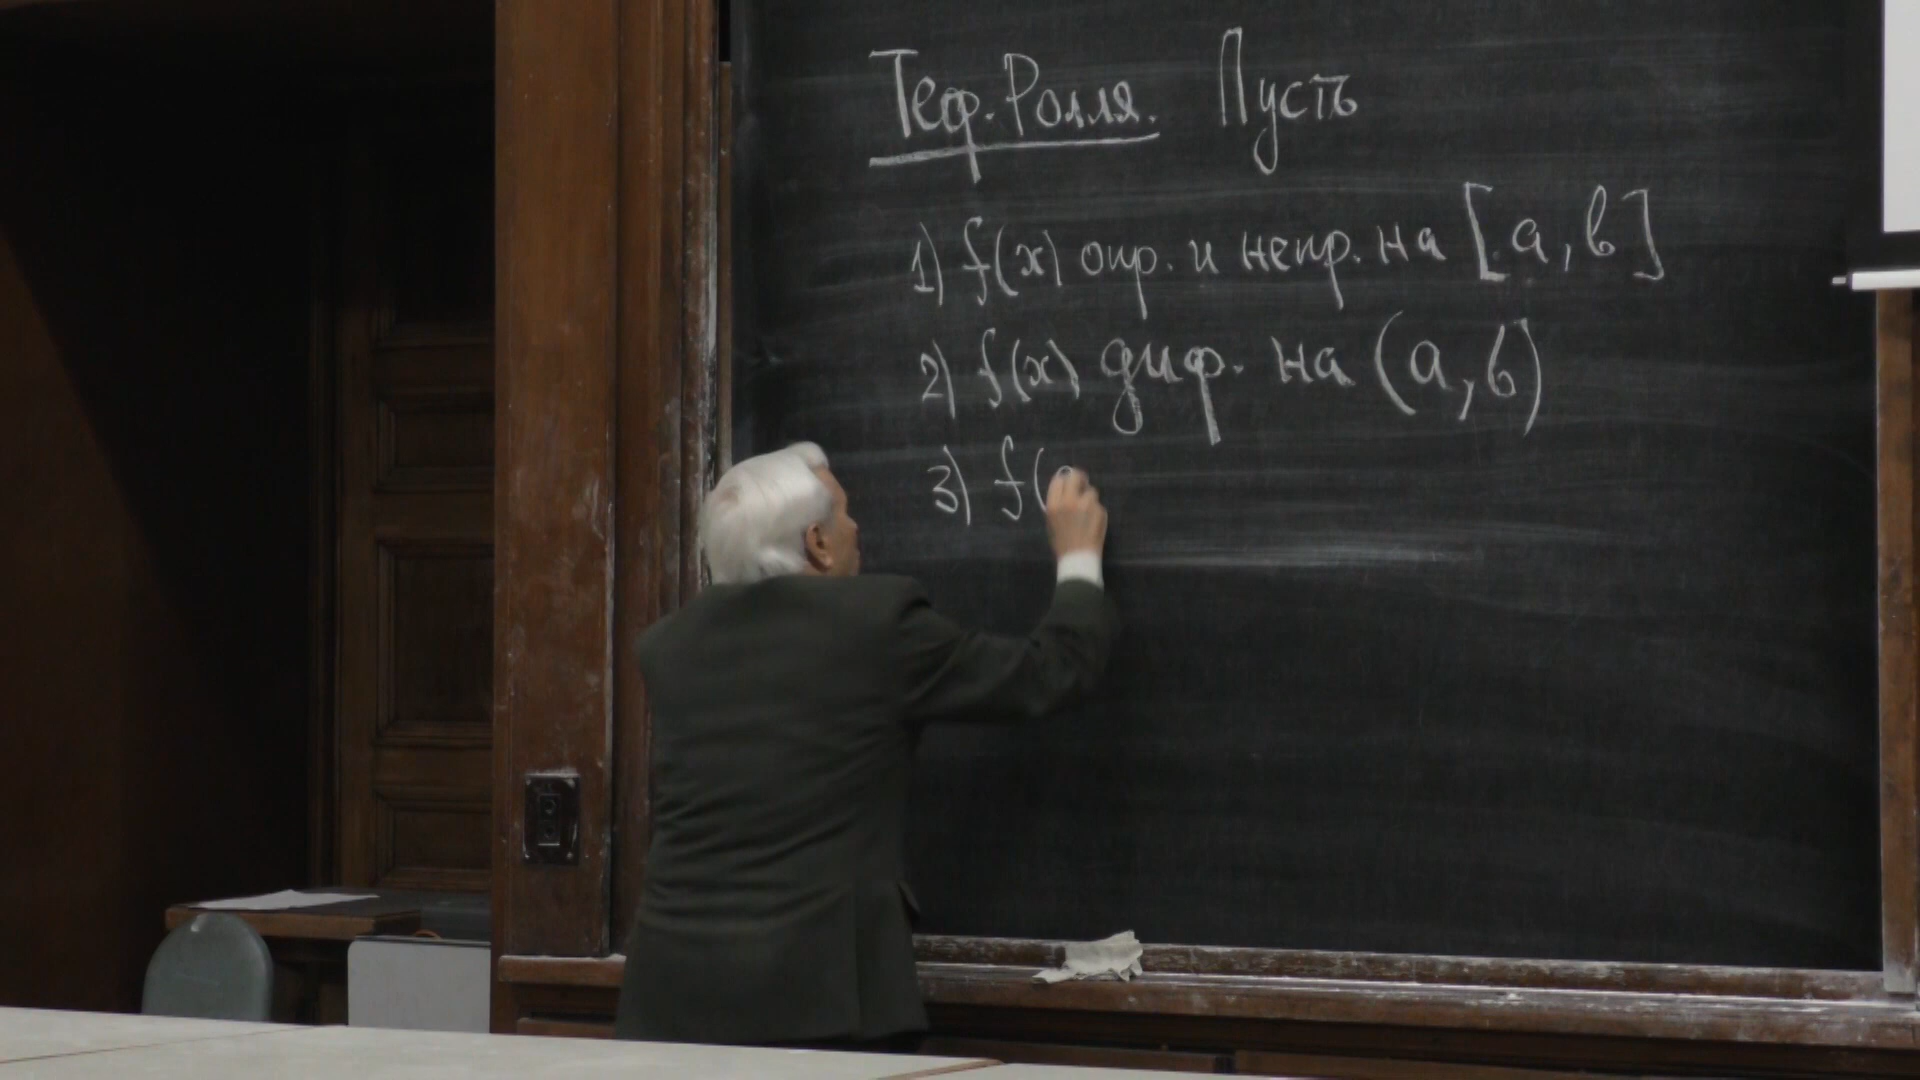 Теор. Ролля. Пусть
1) f(x) опр. и непр. на [a, b]
2) f(x) диф. на (a, b)
3) f(